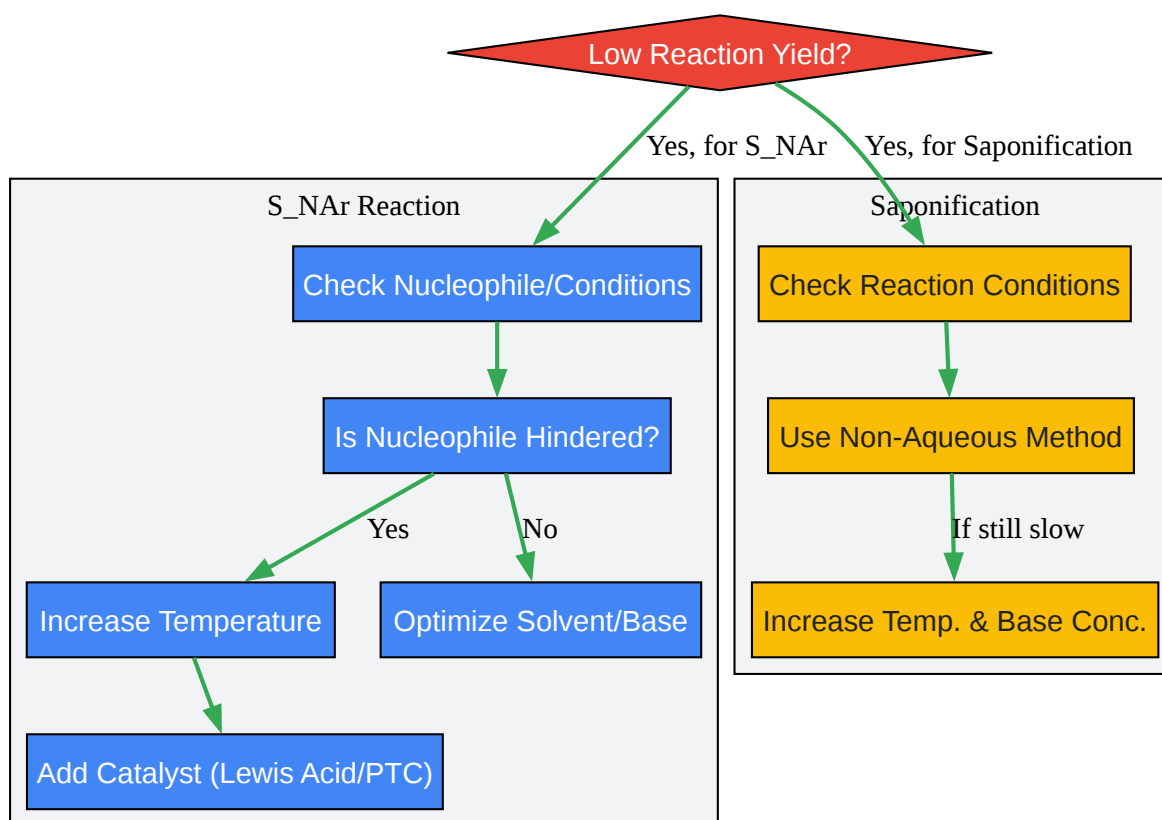 Low Reaction Yield?
Yes, for S_NAr
Yes, for Saponification
S_NAr Reaction
Saponification
Check Nucleophile/Conditions
Check Reaction Conditions
Is Nucleophile Hindered?
Use Non-Aqueous Method
Yes
No
If still slow
Increase Temperature
Optimize Solvent/Base
Increase Temp. & Base Conc.
Add Catalyst (Lewis Acid/PTC)